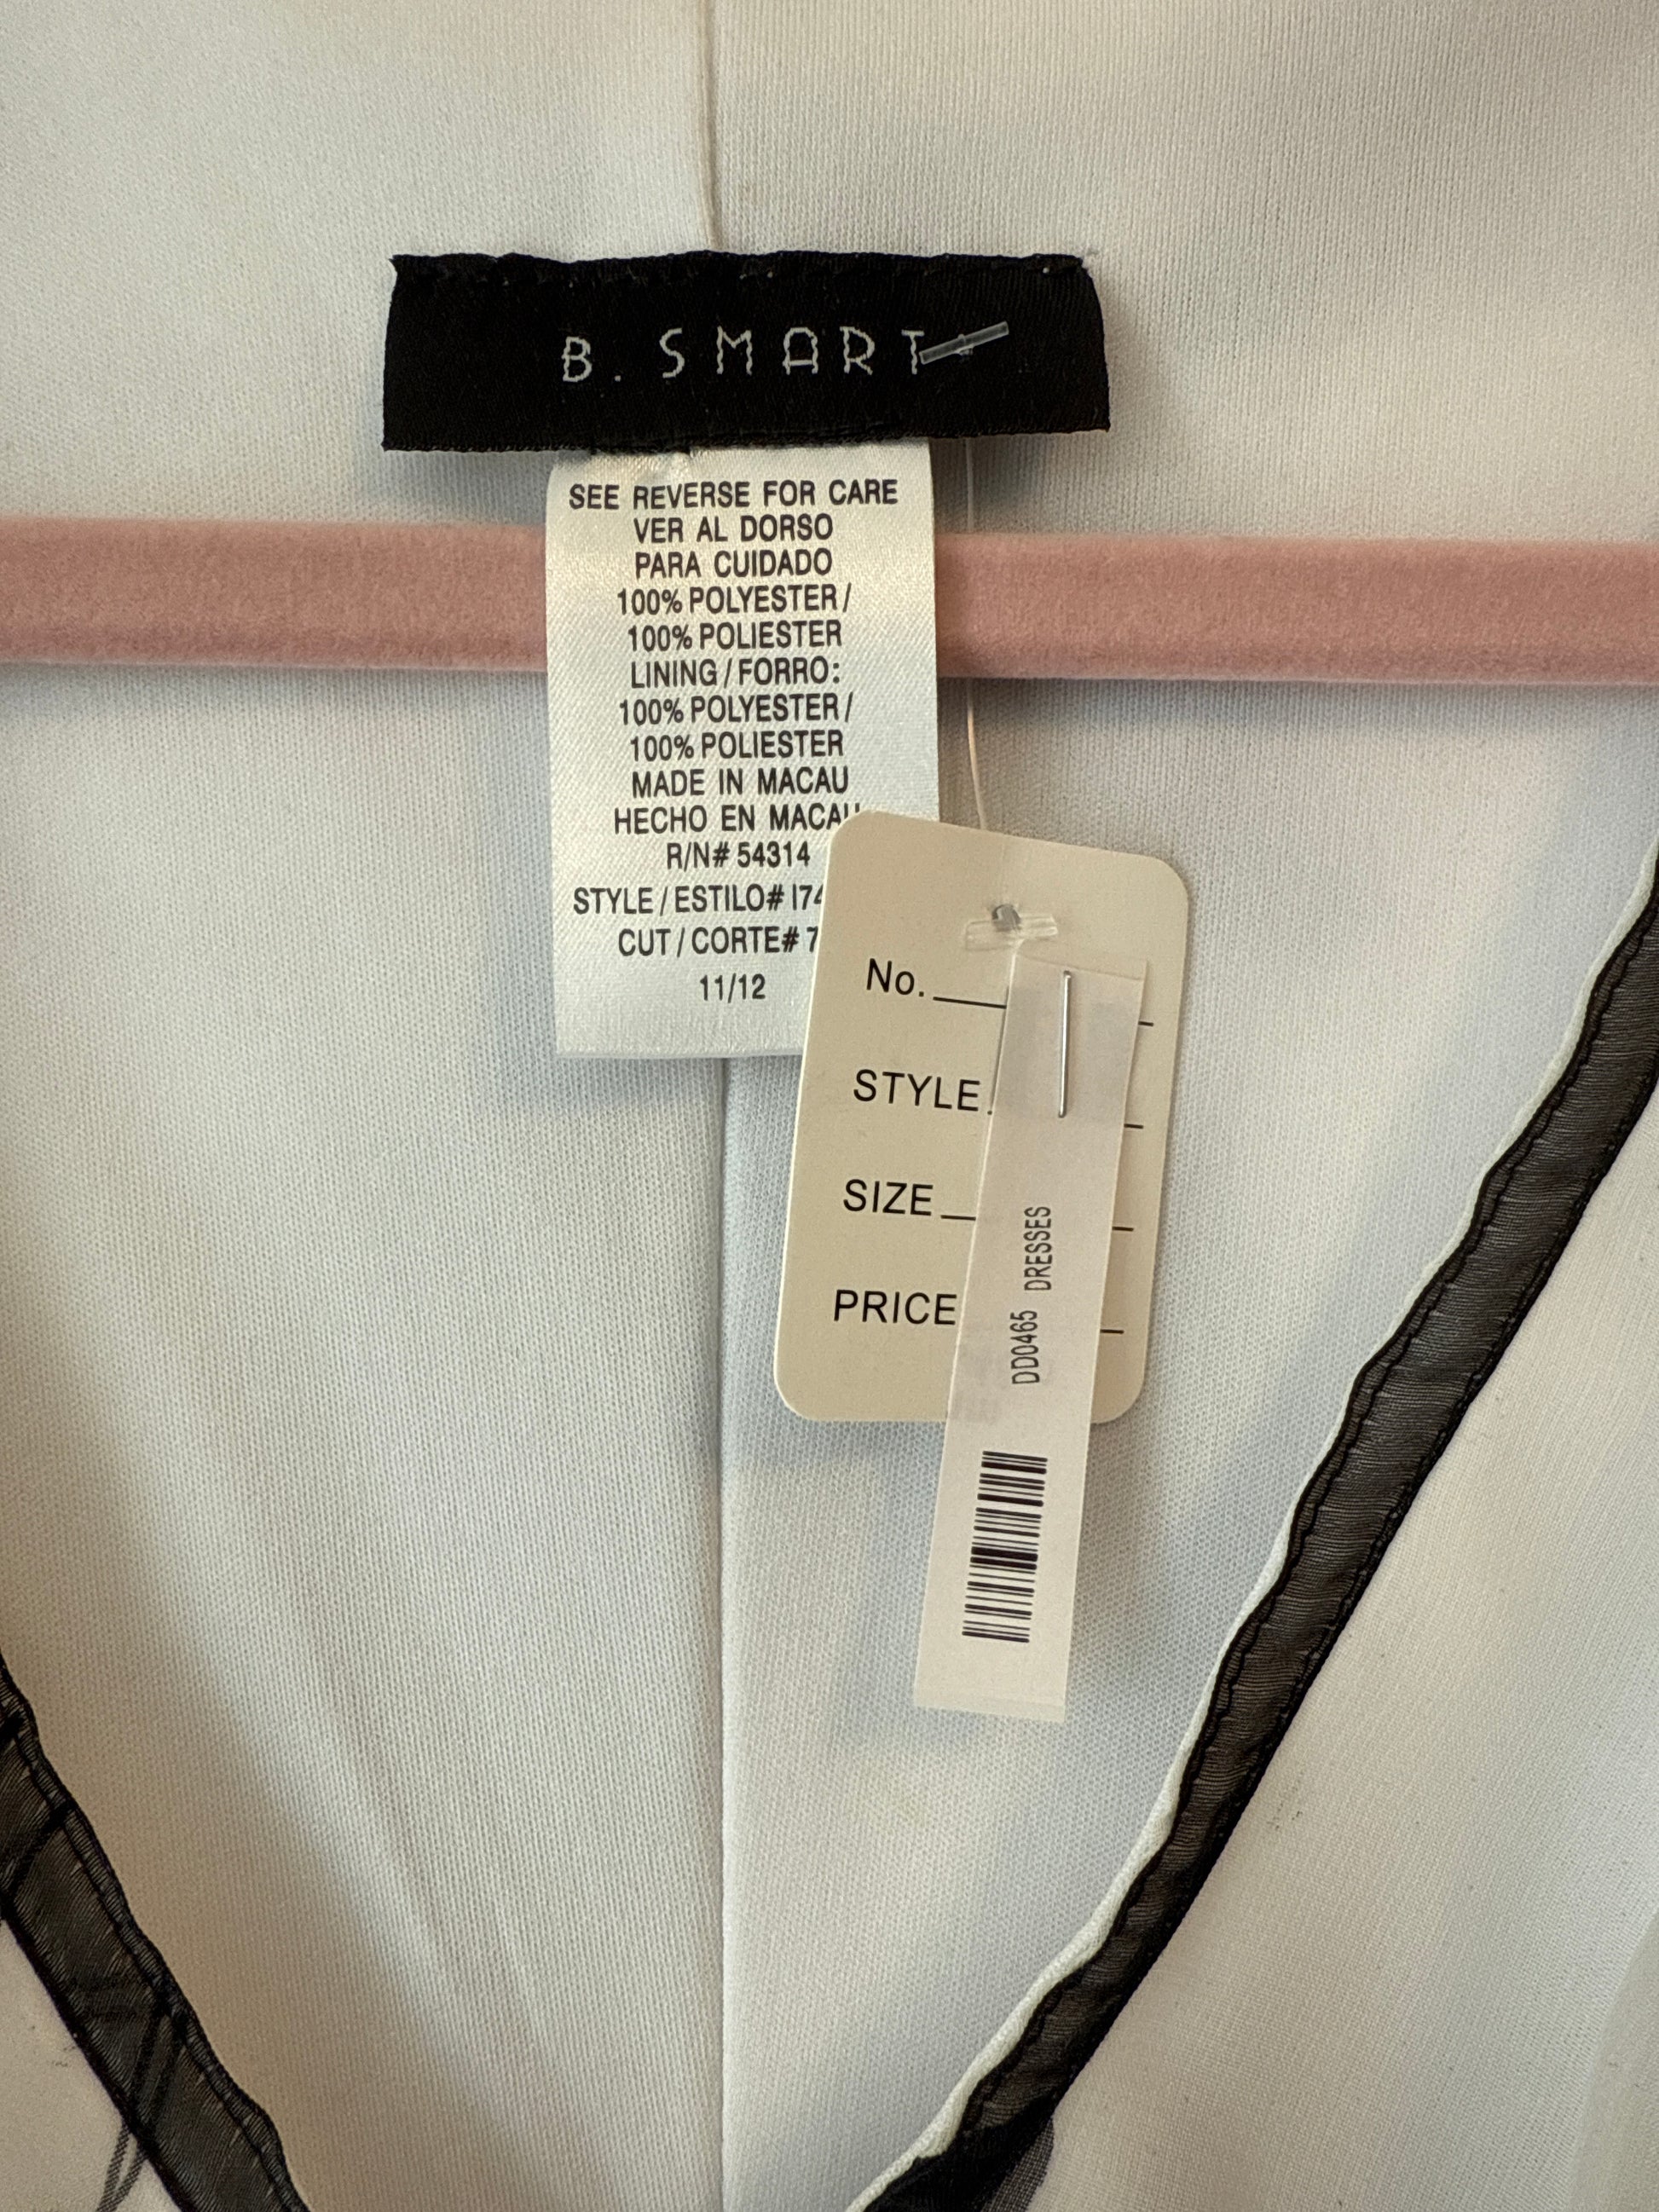 B. SMART
SEE REVERSE FOR CARE
VER AL DORSO
PARA CUIDADO
100% POLYESTER/
100% POLIESTER
LINING/FORRO:
100% POLYESTER/
100% POLIESTER
MADE IN MACAU
HECHO EN MACAU
R/N# 54314
STYLE/ESTILO#
CUT/CORTE#
11/12
No.
STYLE
SIZE
PRICE
DD0465 DRESSES